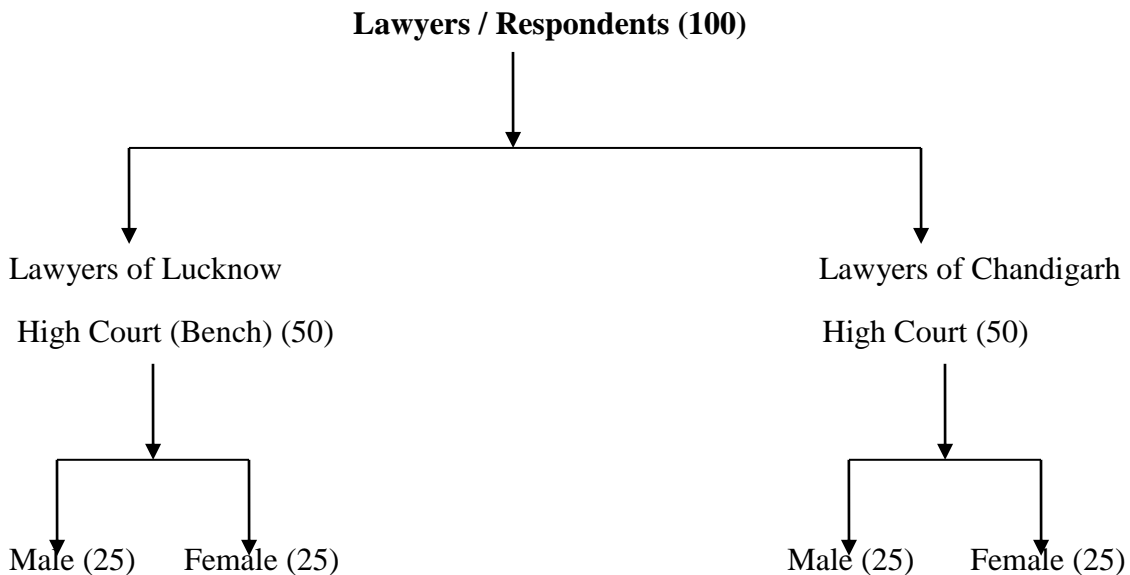 Lawyers / Respondents (100)
Lawyers of Lucknow
High Court (Bench) (50)
Lawyers of Chandigarh
High Court (50)
Male (25) Female (25)
Male (25) Female (25)